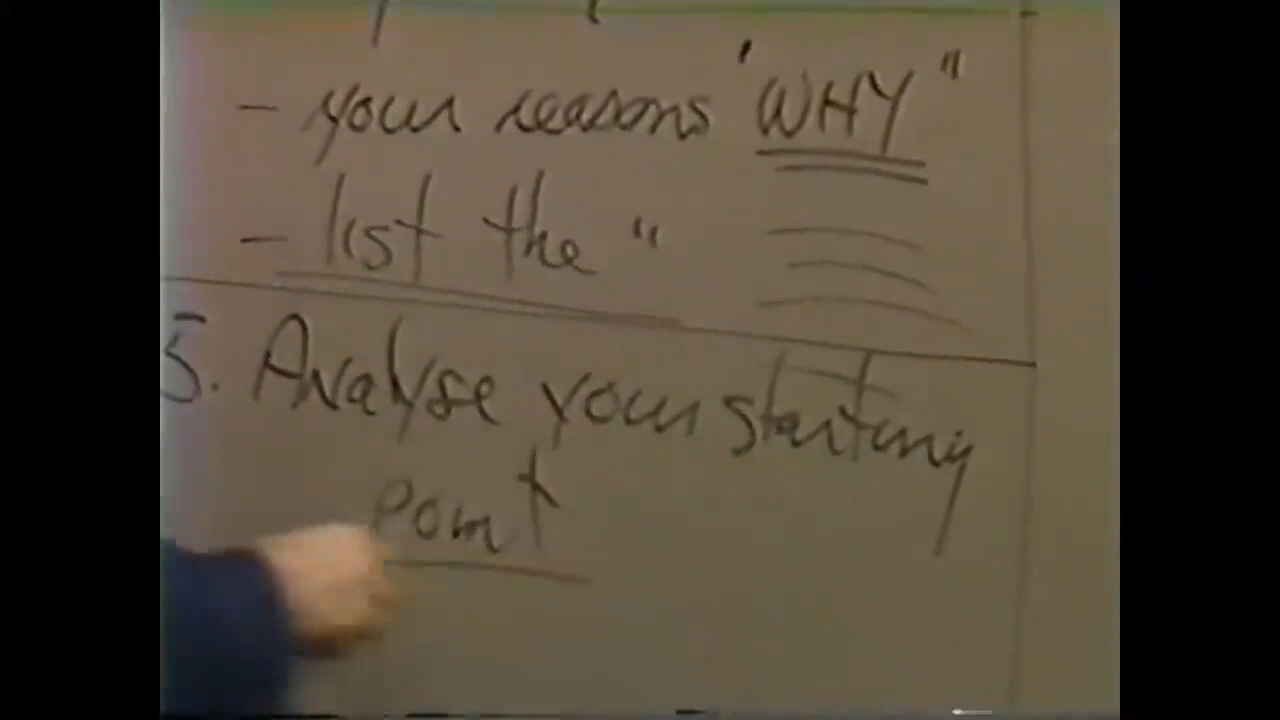 - your reasons "WHY"
- list the "
5. Analyse your starting
point